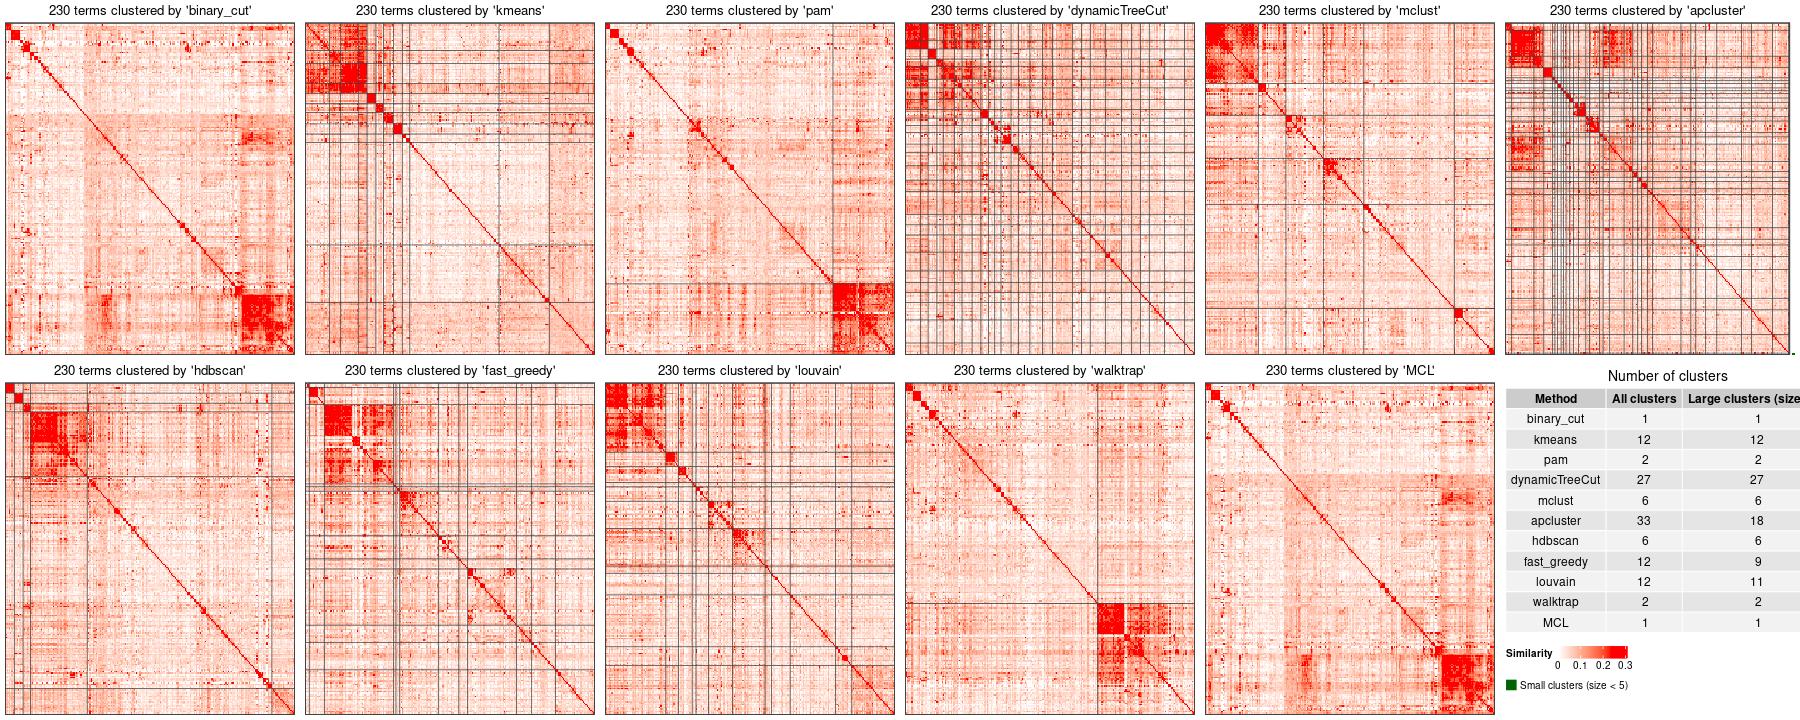 230 terms clustered by 'binary_cut'
230 terms clustered by 'kmeans'
230 terms clustered by 'pam'
230 terms clustered by 'dynamicTreeCut'
230 terms clustered by 'mclust'
230 terms clustered by 'apcluster'
230 terms clustered by 'hdbscan'
230 terms clustered by 'fast_greedy'
230 terms clustered by 'louvain'
230 terms clustered by 'walktrap'
230 terms clustered by 'MCL'
Number of clusters
Method All clusters Large clusters (size
binary_cut 1 1
kmeans 12 12
pam 2 2
dynamicTreeCut 27 27
mclust 6 6
apcluster 33 18
hdbscan 6 6
fast_greedy 12 9
louvain 12 11
walktrap 2 2
MCL 1 1
Similarity
0 0.1 0.2 0.3
Small clusters (size < 5)